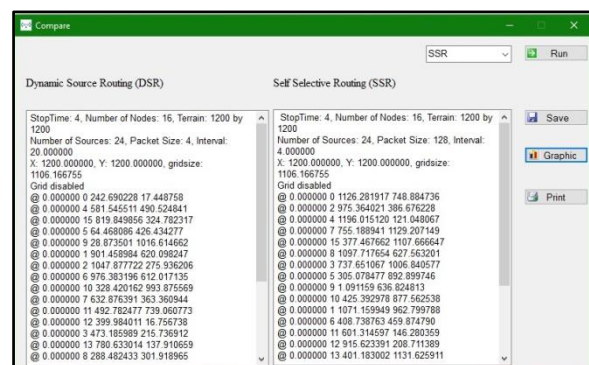 Compare
SSR
Run
Dynamic Source Routing (DSR)
Self Selective Routing (SSR)
StopTime: 4, Number of Nodes: 16, Terrain: 1200 by
1200
Number of Sources: 24, Packet Size: 4, Interval:
20.000000
X: 1200.000000, Y: 1200.000000, gridsize:
1106.166755
Grid disabled
@ 0.000000 0 242.690228 17.448758
@ 0.000000 4 581.545511 490.524841
@ 0.000000 15 819.849856 324.782317
@ 0.000000 5 64.468086 426.434277
@ 0.000000 9 28.873501 1016.614662
@ 0.000000 1 901.458984 620.098247
@ 0.000000 2 1047.877722 275.936206
@ 0.000000 6 976.383196 612.017135
@ 0.000000 10 328.420162 993.875569
@ 0.000000 7 632.876391 363.360944
@ 0.000000 11 492.782477 739.060773
@ 0.000000 12 399.984011 16.756738
@ 0.000000 3 473.185989 215.736912
@ 0.000000 13 780.633014 137.910659
@ 0.000000 8 288.482433 301.918965
StopTime: 4, Number of Nodes: 16, Terrain: 1200 by
1200
Number of Sources: 24, Packet Size: 128, Interval:
4.000000
X: 1200.000000, Y: 1200.000000, gridsize:
1106.166755
Grid disabled
@ 0.000000 0 1126.281917 748.884736
@ 0.000000 2 975.364021 386.676228
@ 0.000000 4 1196.015120 121.048067
@ 0.000000 7 755.188941 1129.207149
@ 0.000000 15 377.467662 1107.666647
@ 0.000000 8 1097.717654 627.563201
@ 0.000000 3 737.651067 1006.840577
@ 0.000000 5 305.078477 892.899746
@ 0.000000 9 1.091159 636.824813
@ 0.000000 10 425.392978 877.562538
@ 0.000000 1 1071.159949 962.799788
@ 0.000000 6 408.738763 459.874790
@ 0.000000 11 601.314597 146.280359
@ 0.000000 12 915.623391 208.711389
@ 0.000000 13 401.183002 1131.625911
Save
Graphic
Print